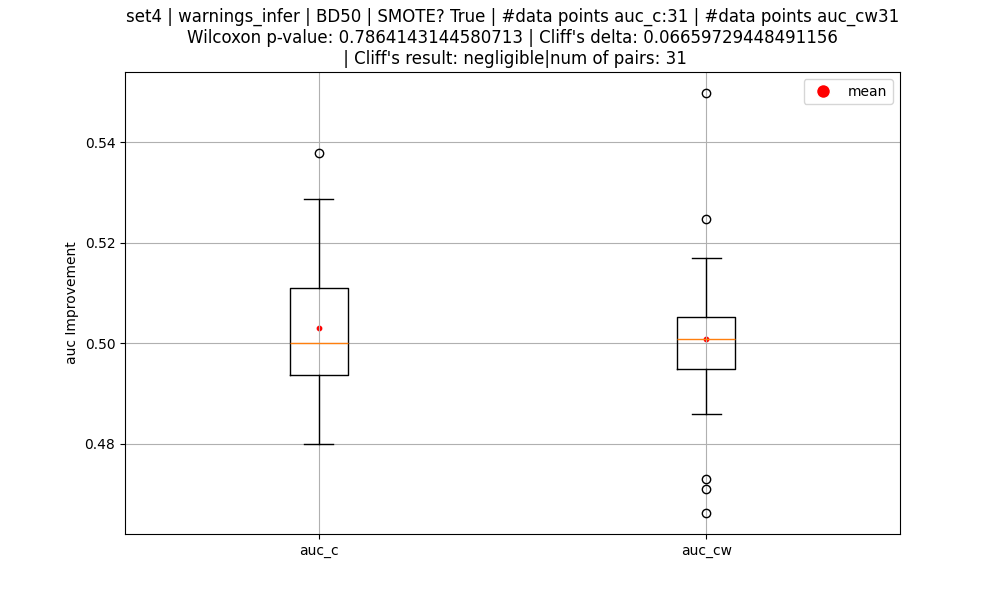 set4 | warnings_infer | BD50 | SMOTE? True | #data points auc_c:31 | #data points auc_cw31
Wilcoxon p-value: 0.7864143144580713 | Cliff's delta: 0.06659729448491156
| Cliff's result: negligible|num of pairs: 31
mean
0.54
0.52
0.50
0.48
auc Improvement
auc_c
auc_cw